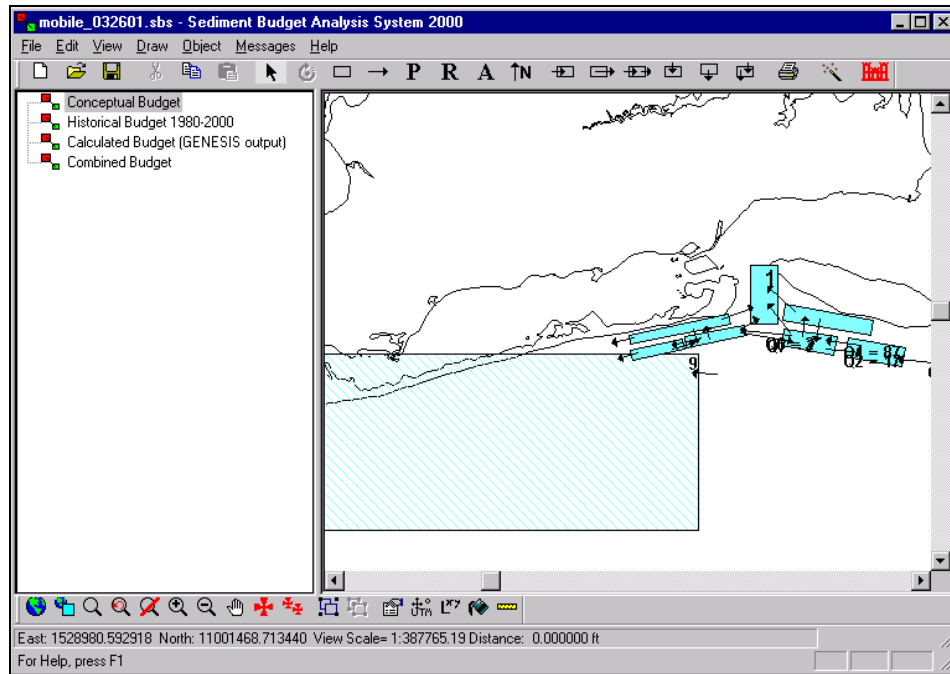 mobile_032601.sbs - Sediment Budget Analysis System 2000
File Edit View Draw Object Messages Help
P R A N
Conceptual Budget
Historical Budget 1980-2000
Calculated Budget (GENESIS output)
Combined Budget
1
9
East: 1528980.592918 North: 11001468.713440 View Scale= 1:387765.19 Distance: 0.000000 ft
For Help, press F1